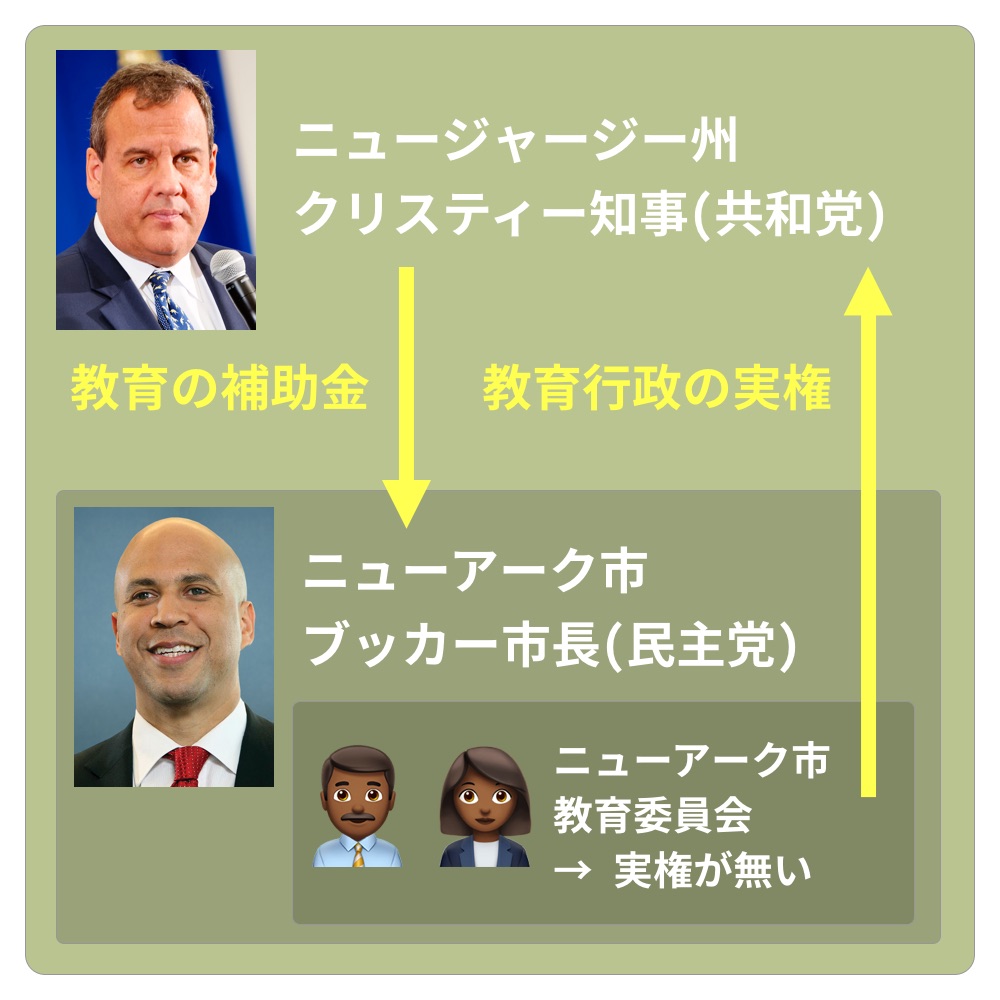 ニュージャージー州
クリスティー知事(共和党)
教育の補助金
教育行政の実権
ニューアーク市
ブッカー市長(民主党)
ニューアーク市
教育委員会
→ 実権が無い